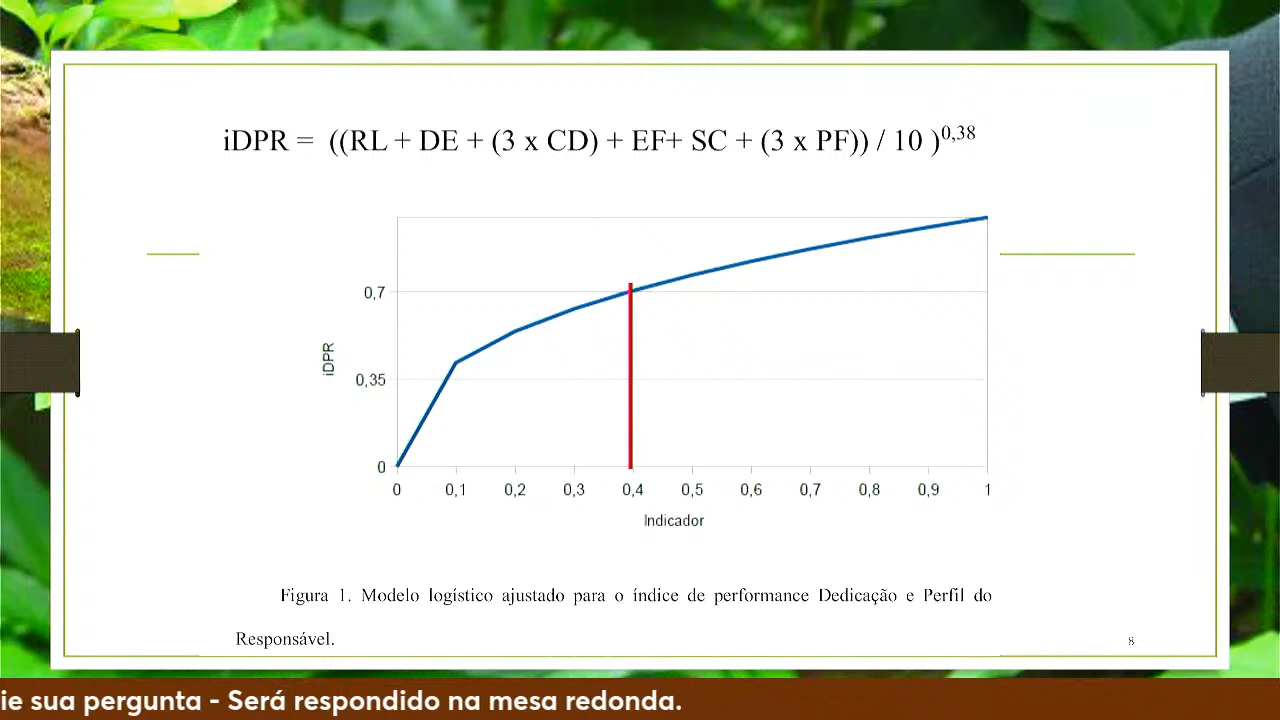 iDPR = ((RL + DE + (3 x CD) + EF+ SC + (3 x PF)) / 10 )^0,38
0,7
iDPR
0,35
0
0 0,1 0,2 0,3 0,4 0,5 0,6 0,7 0,8 0,9 1
Indicador
Figura 1. Modelo logístico ajustado para o índice de performance Dedicação e Perfil do
Responsável.
8
ie sua pergunta - Será respondido na mesa redonda.